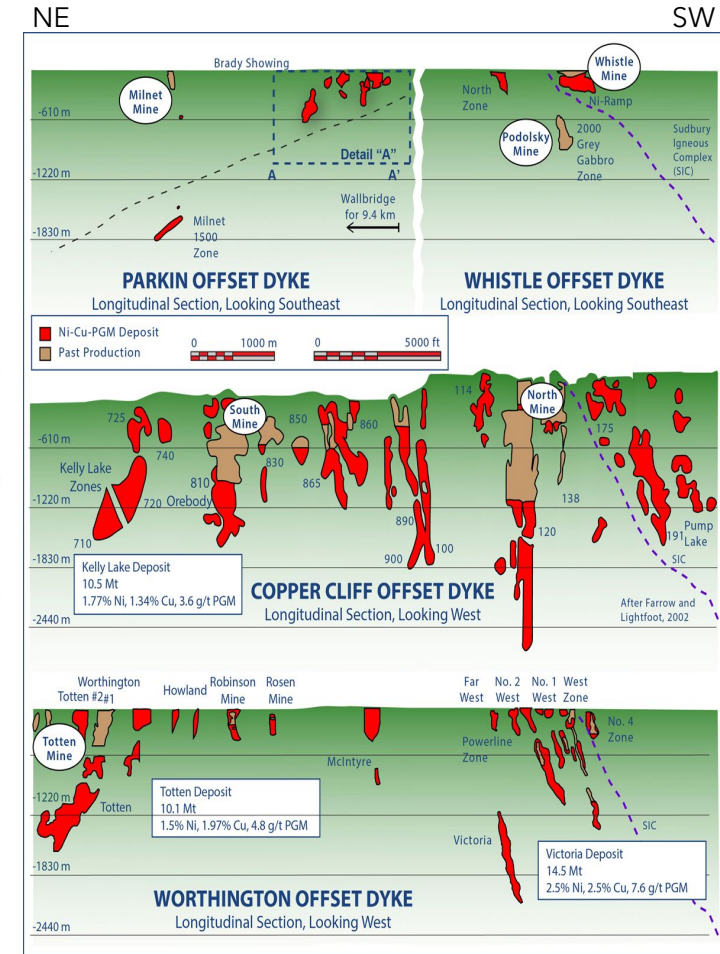 NE
SW
Brady Showing
Milnet
Mine
-610 m
Detail "A"
A
A'
-1220 m
Wallbridge
for 9.4 km
Milnet
1500
Zone
-1830 m
PARKIN OFFSET DYKE
Longitudinal Section, Looking Southeast
Whistle
Mine
North
Zone
Ni-Ramp
Podolsky
Mine
2000
Grey
Gabbro
Zone
Sudbury
Igneous
Complex
(SIC)
WHISTLE OFFSET DYKE
Longitudinal Section, Looking Southeast
Ni-Cu-PGM Deposit
Past Production
0
1000 m
0
5000 ft
725
740
South
Mine
850
860
114
North
Mine
175
-610 m
Kelly Lake
Zones
830
810
865
720
Orebody
-1220 m
138
710
890
120
191
Pump
Lake
100
900
-1830 m
SIC
Kelly Lake Deposit
10.5 Mt
1.77% Ni, 1.34% Cu, 3.6 g/t PGM
COPPER CLIFF OFFSET DYKE
Longitudinal Section, Looking West
After Farrow and
Lightfoot, 2002
-2440 m
Worthington
Totten #2
#1
Howland
Robinson
Mine
Rosen
Mine
Far
West
No. 2
West
No. 1
West
West
Zone
Totten
Mine
No. 4
Zone
Powerline
Zone
McIntyre
-1220 m
Totten
Totten Deposit
10.1 Mt
1.5% Ni, 1.97% Cu, 4.8 g/t PGM
SIC
Victoria
Victoria Deposit
14.5 Mt
2.5% Ni, 2.5% Cu, 7.6 g/t PGM
-1830 m
WORTHINGTON OFFSET DYKE
Longitudinal Section, Looking West
-2440 m